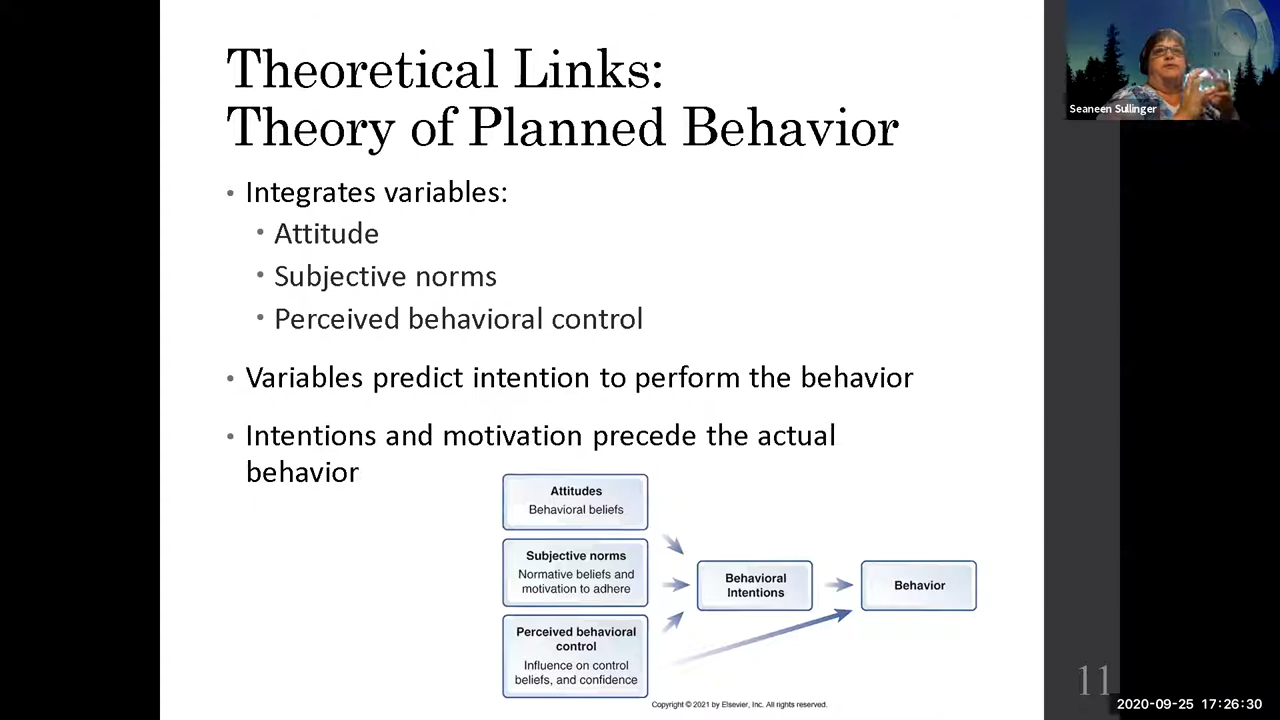 Theoretical Links:
Theory of Planned Behavior
• Integrates variables:
• Attitude
• Subjective norms
• Perceived behavioral control
• Variables predict intention to perform the behavior
• Intentions and motivation precede the actual
behavior
Attitudes
Behavioral beliefs
Subjective norms
Normative beliefs and
motivation to adhere
Perceived behavioral
control
Influence on control
beliefs, and confidence
Behavioral
Intentions
Behavior
Copyright © 2021 by Elsevier, Inc. All rights reserved.
11
Seaneen Sullinger
2020-09-25 17:26:30